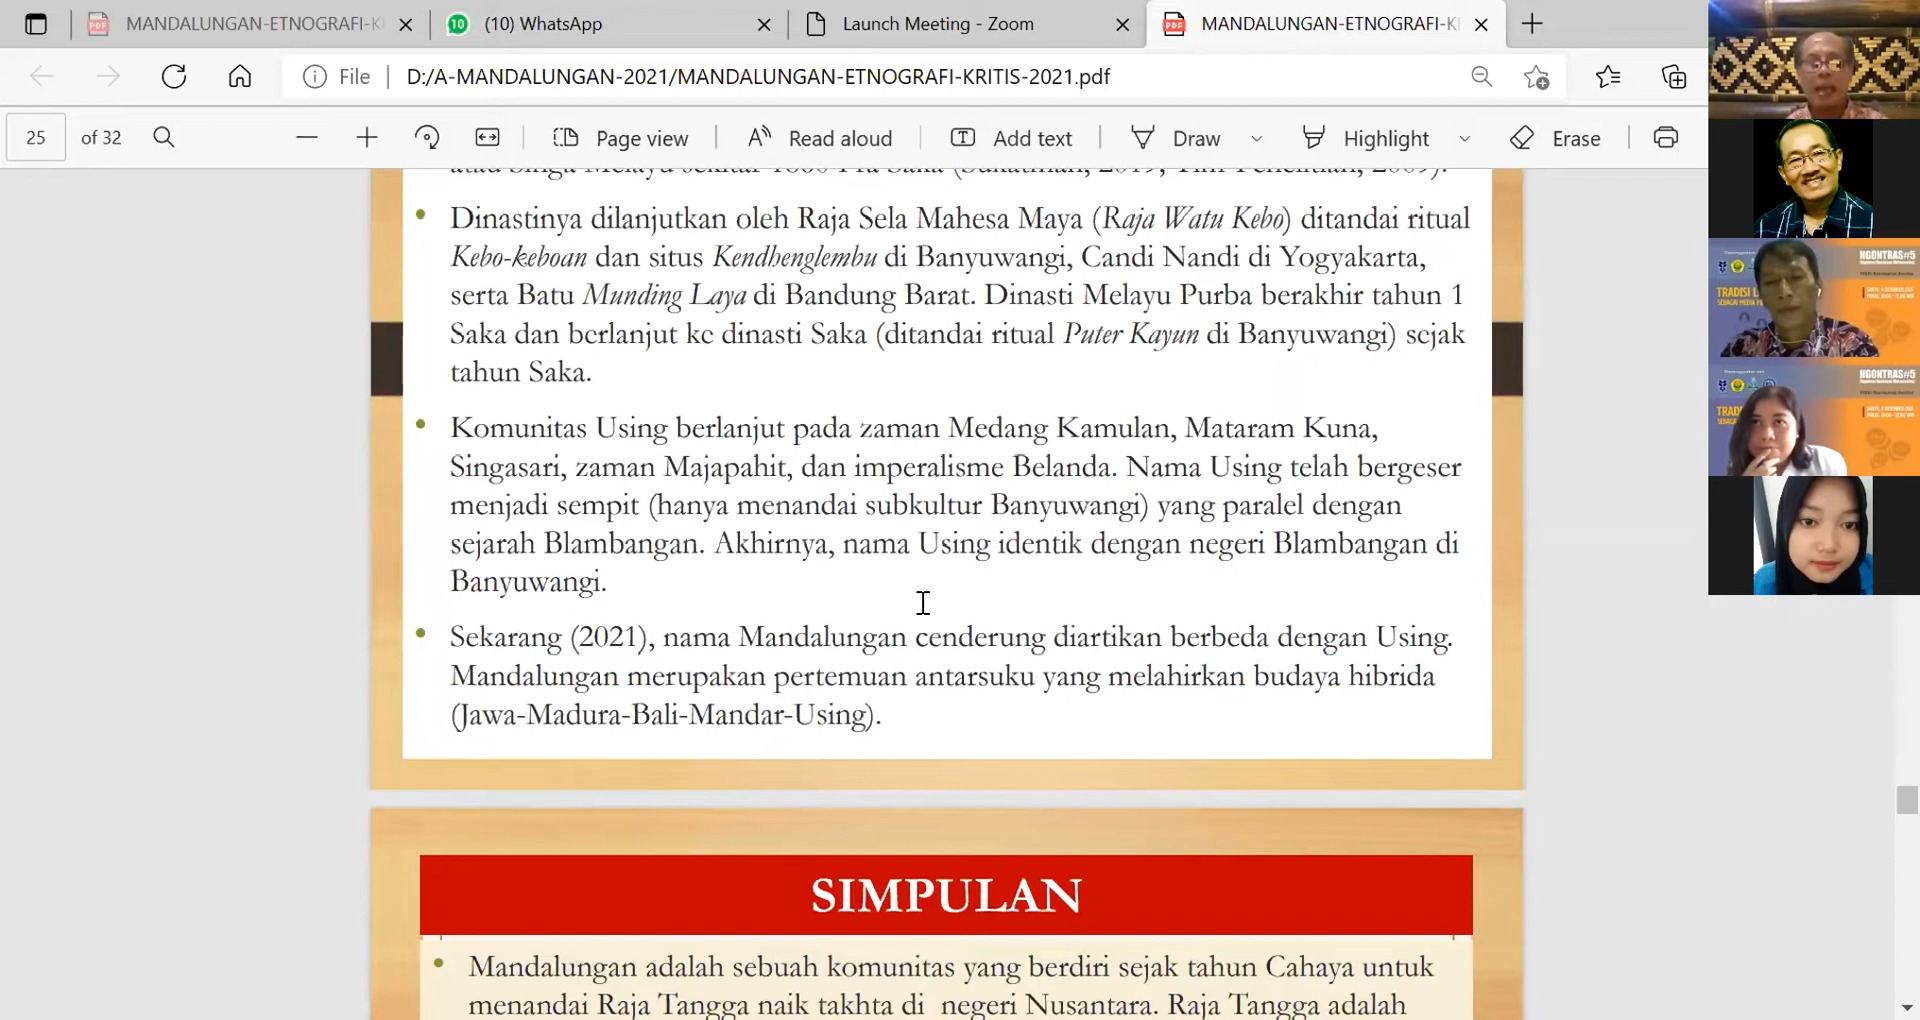 MANDALUNGAN-ETNOGRAFI-KR
(10) WhatsApp
Launch Meeting - Zoom
MANDALUNGAN-ETNOGRAFI-KR
File
D:/A-MANDALUNGAN-2021/MANDALUNGAN-ETNOGRAFI-KRITIS-2021.pdf
25 of 32
Page view
Read aloud
Add text
Draw
Highlight
Erase
Dinastinya dilanjutkan oleh Raja Sela Mahesa Maya (Raja Watu Kebo) ditandai ritual
Kebo-keboan dan situs Kendhenglembu di Banyuwangi, Candi Nandi di Yogyakarta,
serta Batu Munding Laya di Bandung Barat. Dinasti Melayu Purba berakhir tahun 1
Saka dan berlanjut ke dinasti Saka (ditandai ritual Puter Kayun di Banyuwangi) sejak
tahun Saka.
Komunitas Using berlanjut pada zaman Medang Kamulan, Mataram Kuna,
Singasari, zaman Majapahit, dan imperalisme Belanda. Nama Using telah bergeser
menjadi sempit (hanya menandai subkultur Banyuwangi) yang paralel dengan
sejarah Blambangan. Akhirnya, nama Using identik dengan negeri Blambangan di
Banyuwangi.
Sekarang (2021), nama Mandalungan cenderung diartikan berbeda dengan Using.
Mandalungan merupakan pertemuan antarsuku yang melahirkan budaya hibrida
(Jawa-Madura-Bali-Mandar-Using).
SIMPULAN
Mandalungan adalah sebuah komunitas yang berdiri sejak tahun Cahaya untuk
menandai Raja Tangga naik takhta di negeri Nusantara. Raja Tangga adalah
NGONTRAS#5
NGONTRAS#5